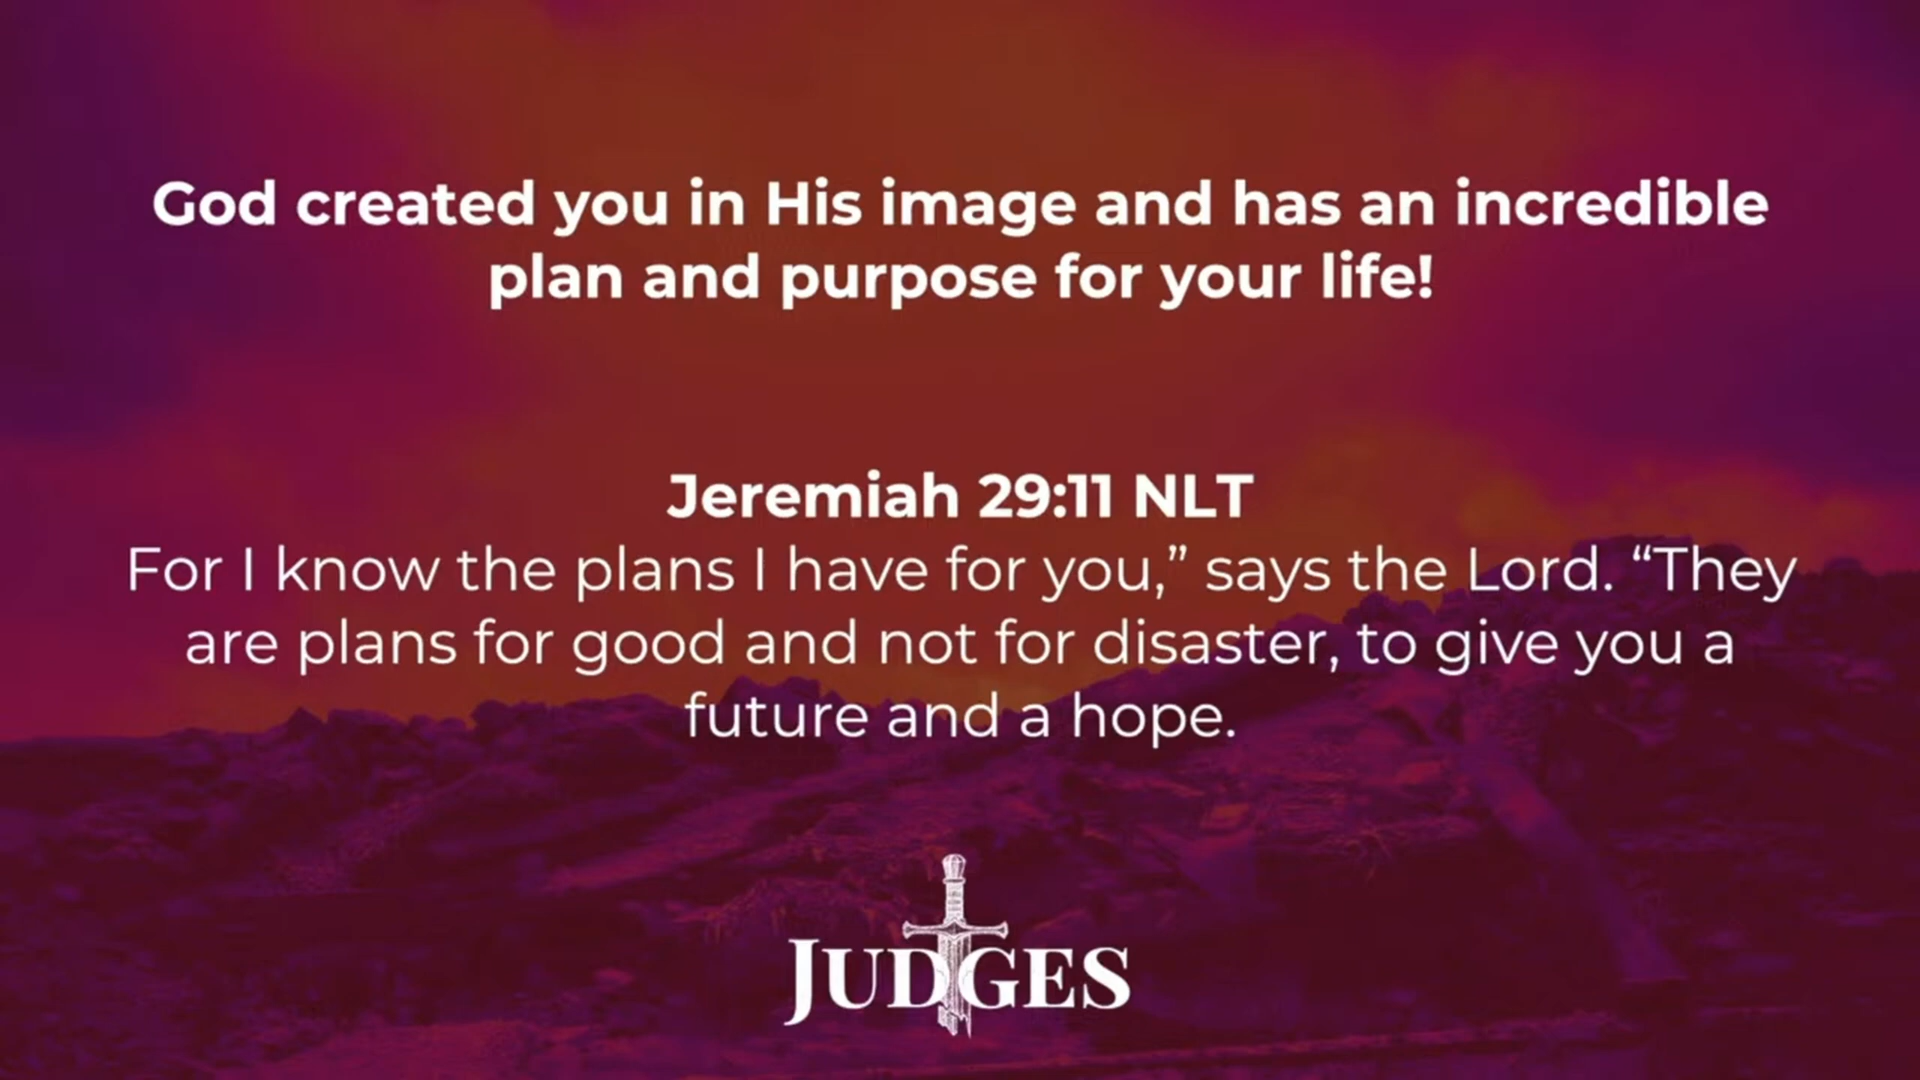 God created you in His image and has an incredible
plan and purpose for your life!
Jeremiah 29:11 NLT
For I know the plans I have for you,” says the Lord. “They
are plans for good and not for disaster, to give you a
future and a hope.
JUDGES